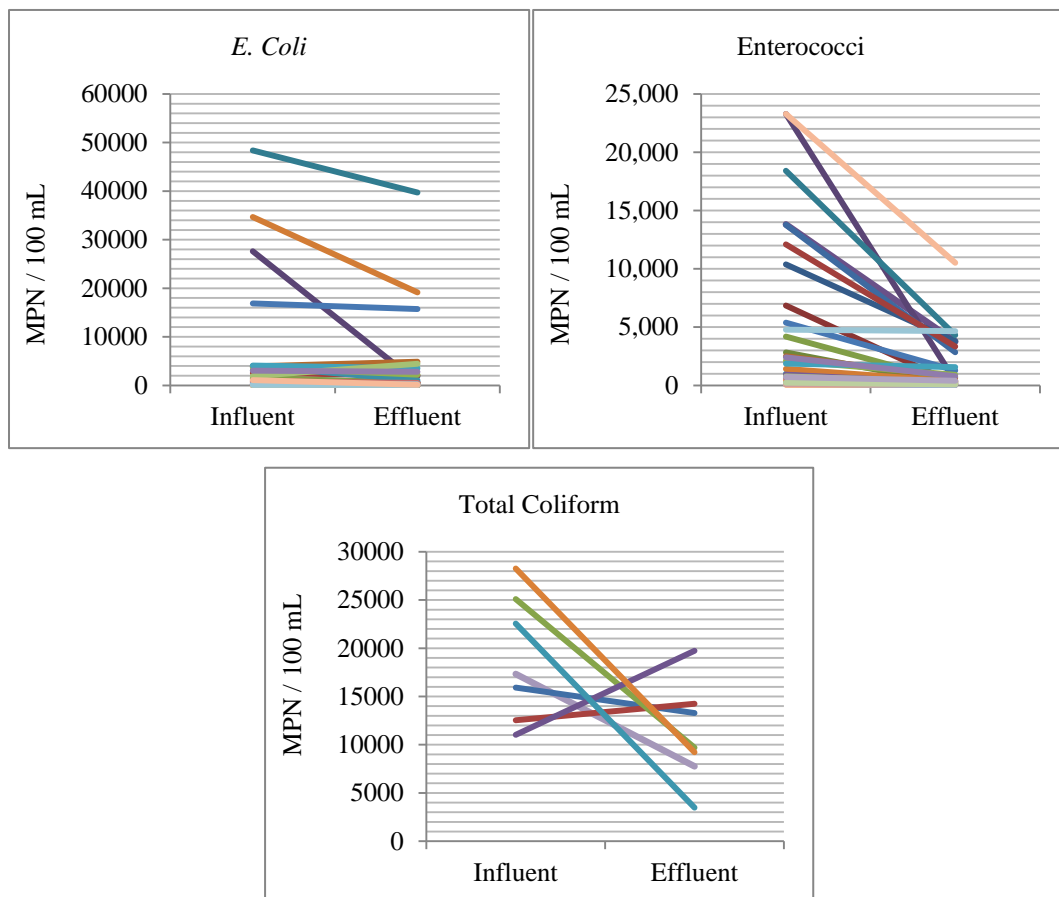 E. Coli
MPN / 100 mL
60000
50000
40000
30000
20000
10000
0
Influent Effluent
Enterococci
MPN / 100 mL
25,000
20,000
15,000
10,000
5,000
0
Influent Effluent
Total Coliform
MPN / 100 mL
30000
25000
20000
15000
10000
5000
0
Influent Effluent